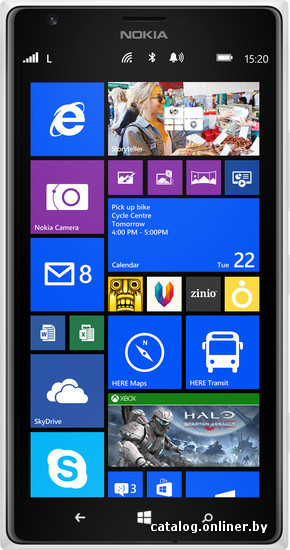 NOKIA
L
15:20
Storyteller
Nokia Camera
Pick up bike
Cycle Centre
Tomorrow
4:00 PM - 5:00PM
Calendar
Tue 22
8
zinio
W
X
HERE Maps
HERE Transit
SkyDrive
XBOX
HALO
SPARTAN ASSAULT
3
catalog.onliner.by